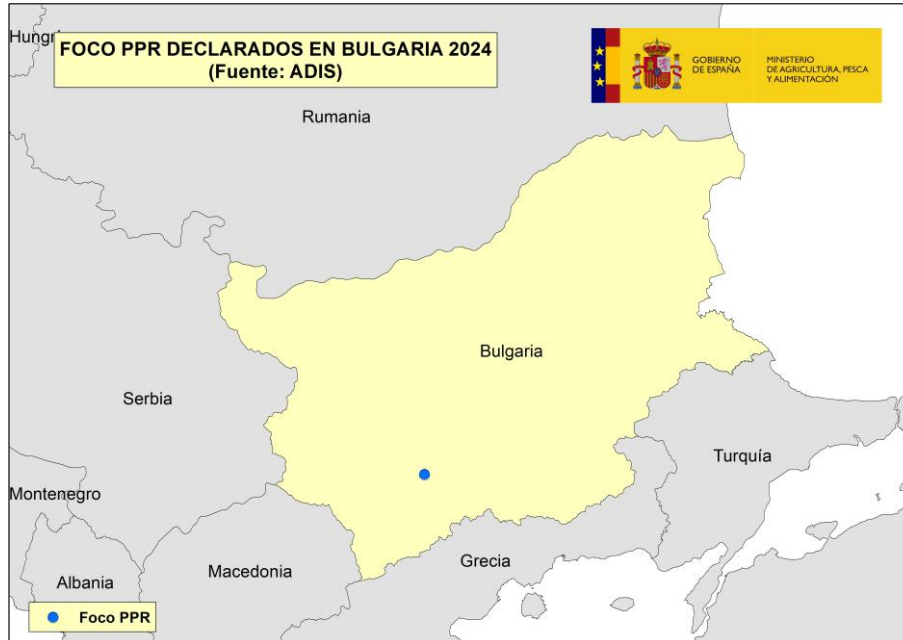 FOCO PPR DECLARADOS EN BULGARIA 2024
(Fuente: ADIS)
GOBIERNO
DE ESPAÑA
MINISTERIO
DE AGRICULTURA, PESCA
Y ALIMENTACIÓN
Rumania
Bulgaria
Serbia
Turquía
Montenegro
Grecia
Macedonia
Albania
Foco PPR